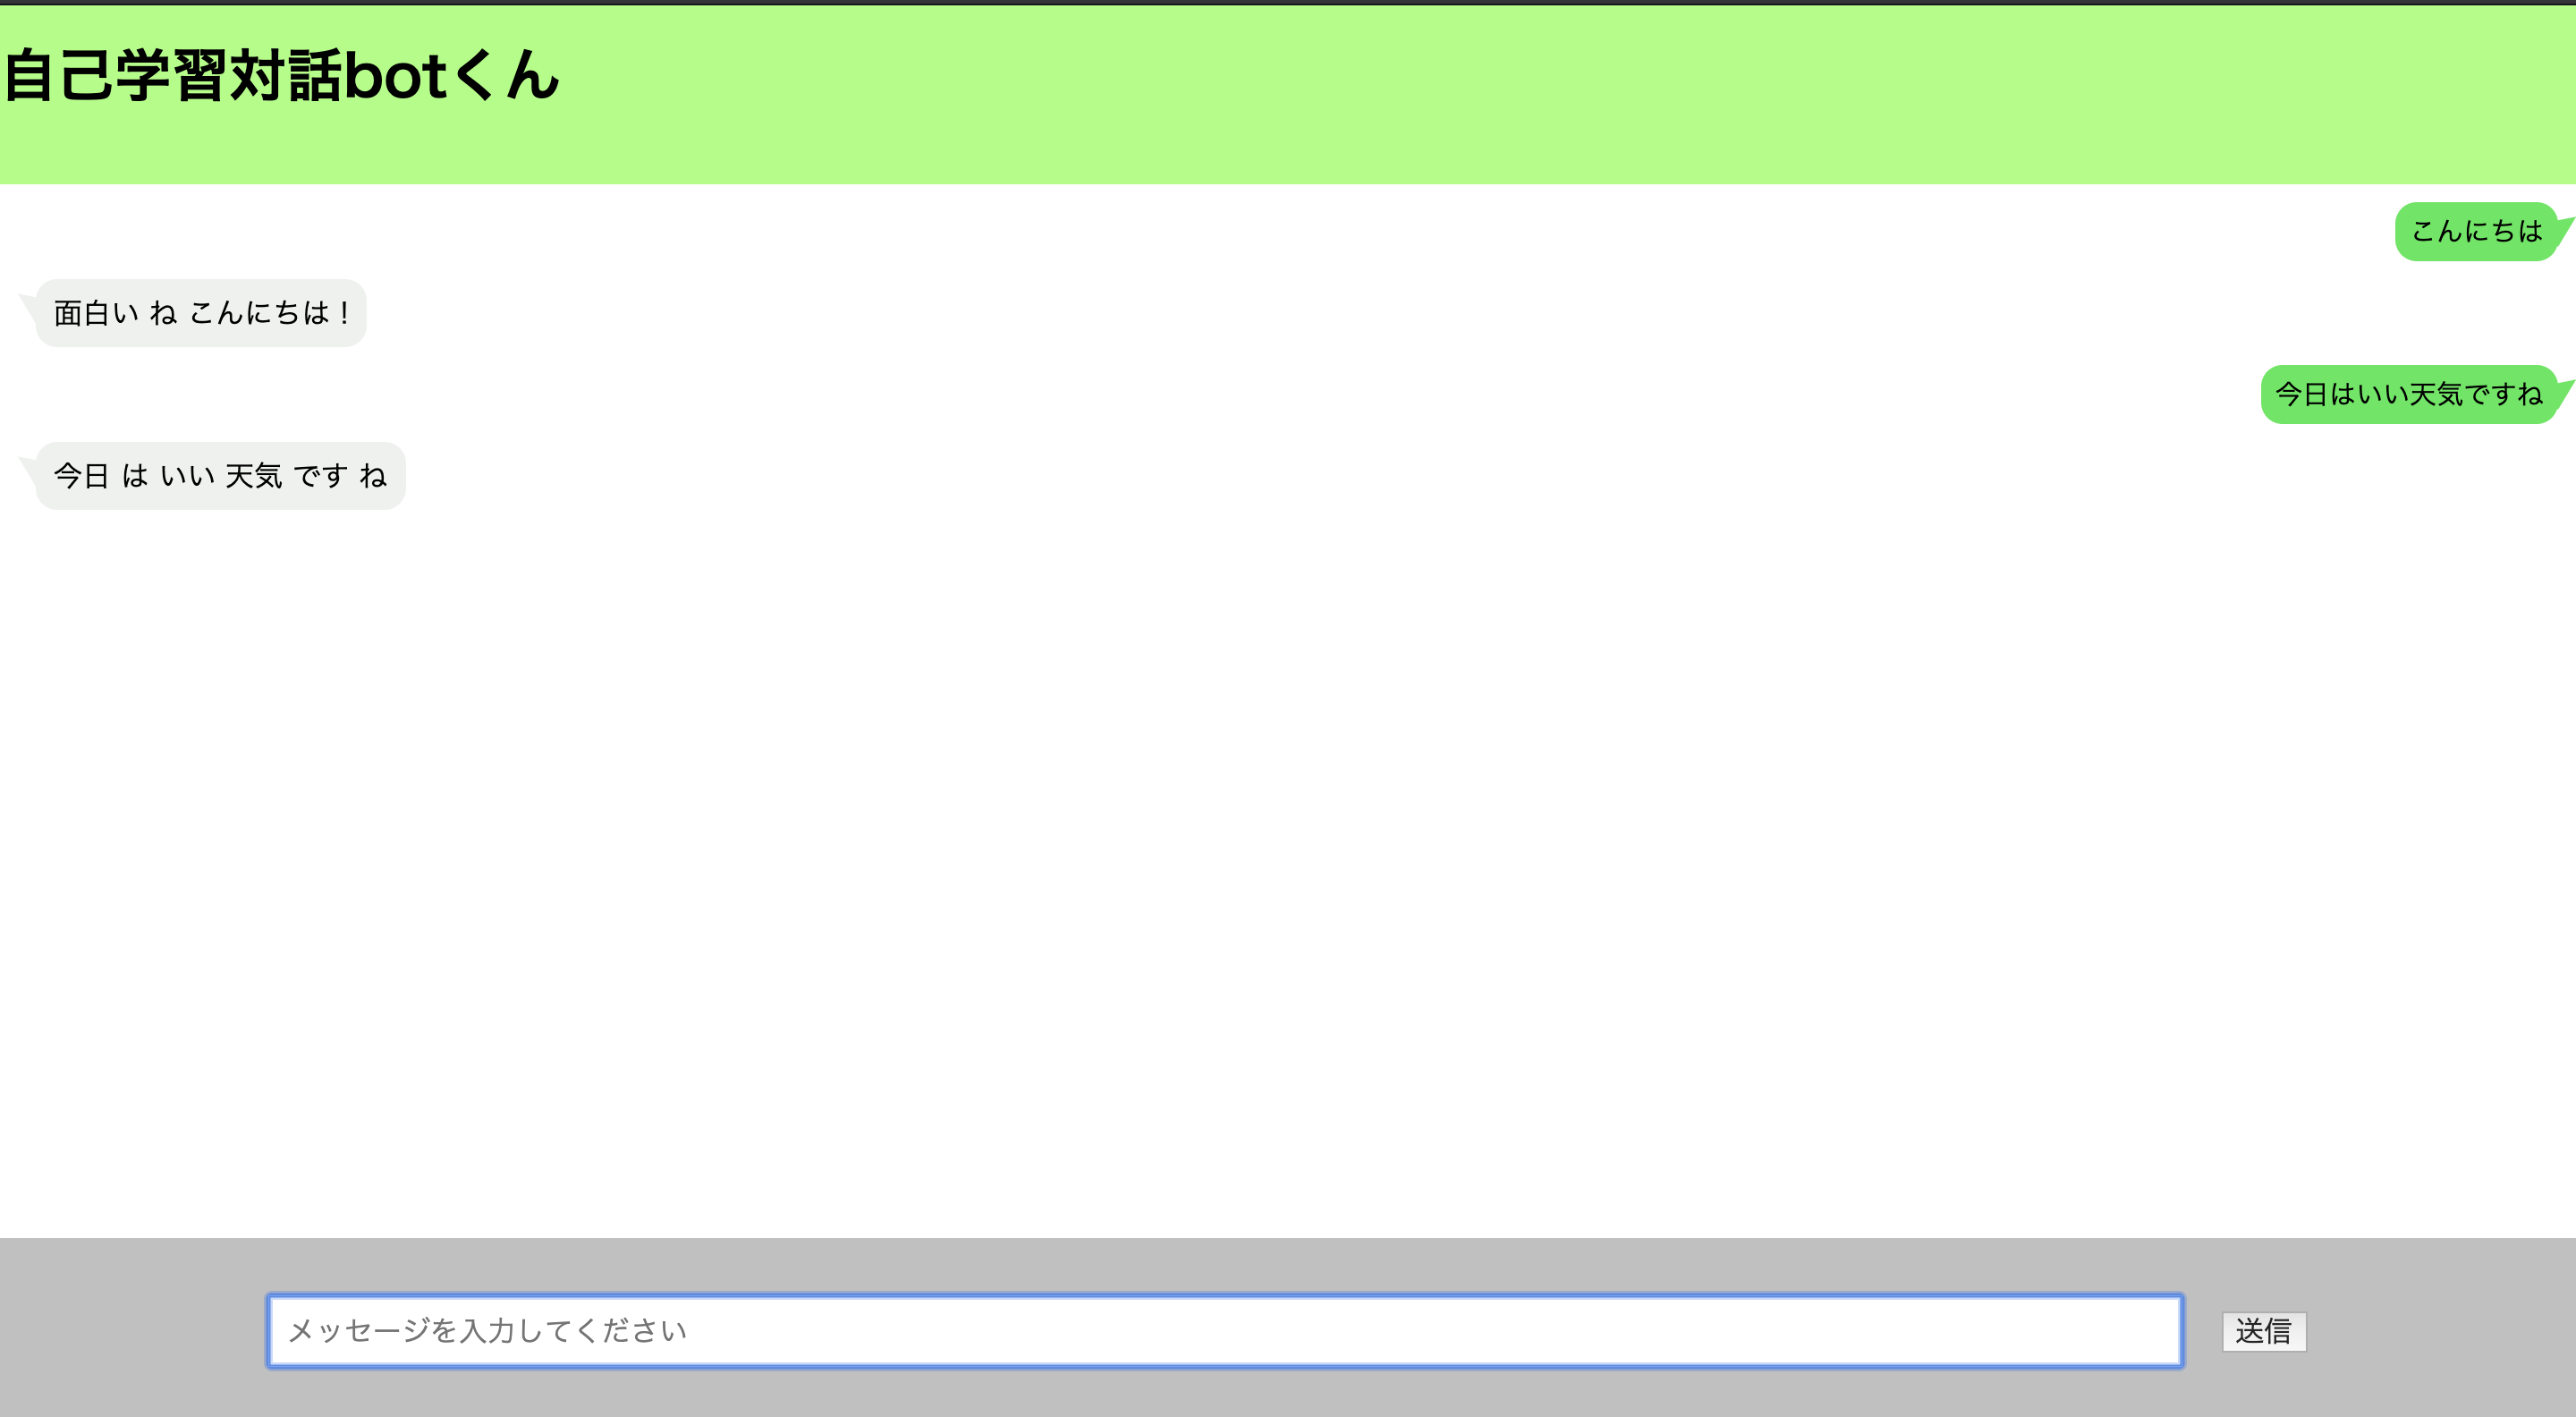 自己学習対話botくん
こんにちは
面白い ね こんにちは !
今日はいい天気ですね
今日 は いい 天気 です ね
メッセージを入力してください
送信